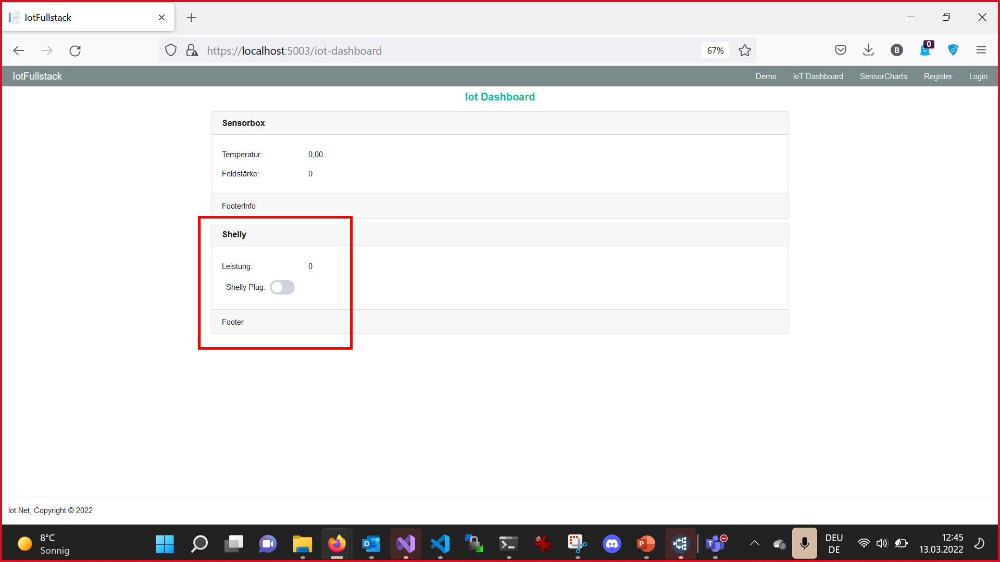 IotFullstack
https://localhost:5003/iot-dashboard
67%
B
0
IotFullstack Demo IoT Dashboard SensorCharts Register Login
Iot Dashboard
Sensorbox
Temperatur: 0,00
Feldstärke: 0
FooterInfo
Shelly
Leistung: 0
Shelly Plug:
Footer
Iot.Net, Copyright © 2022
8°C
Sonnig
DEU
DE
12:45
13.03.2022